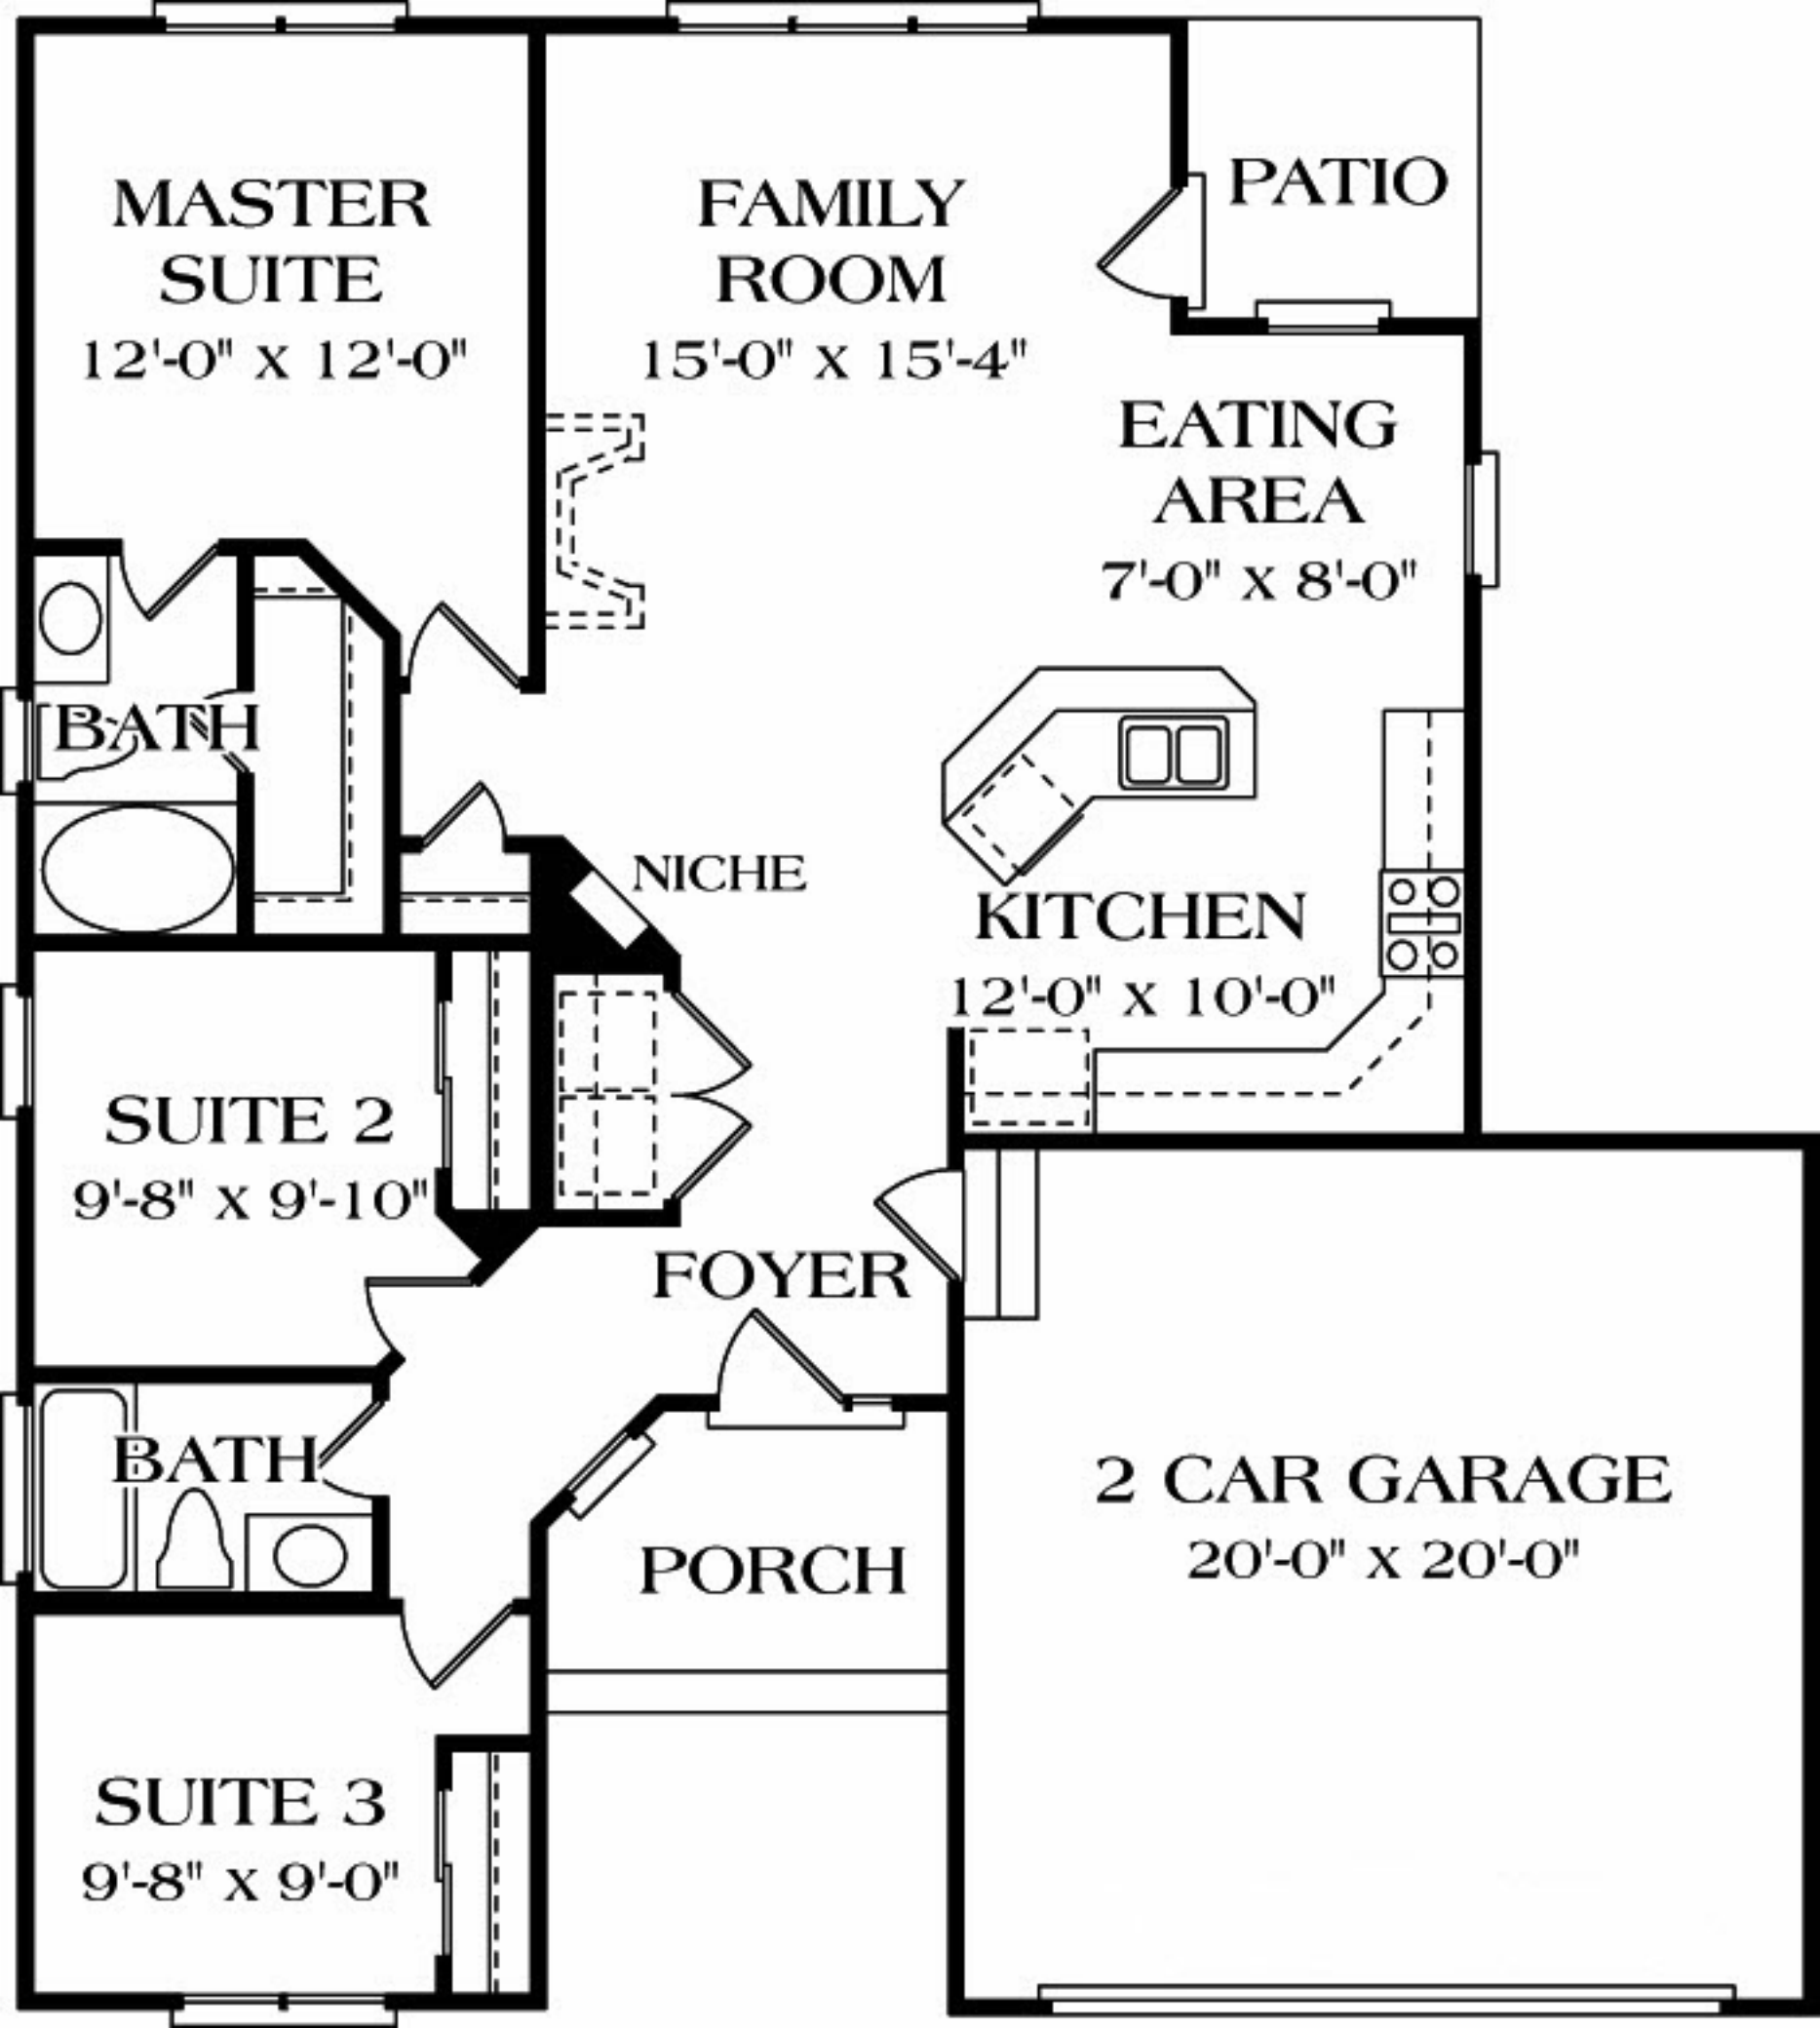 MASTER
SUITE
12'-0" X 12'-0"
FAMILY
ROOM
15'-0" X 15'-4"
PATIO
EATING
AREA
7'-0" X 8'-0"
BATH
NICHE
KITCHEN
12'-0" X 10'-0"
SUITE 2
9'-8" X 9'-10"
FOYER
BATH
PORCH
2 CAR GARAGE
20'-0" X 20'-0"
SUITE 3
9'-8" X 9'-0"